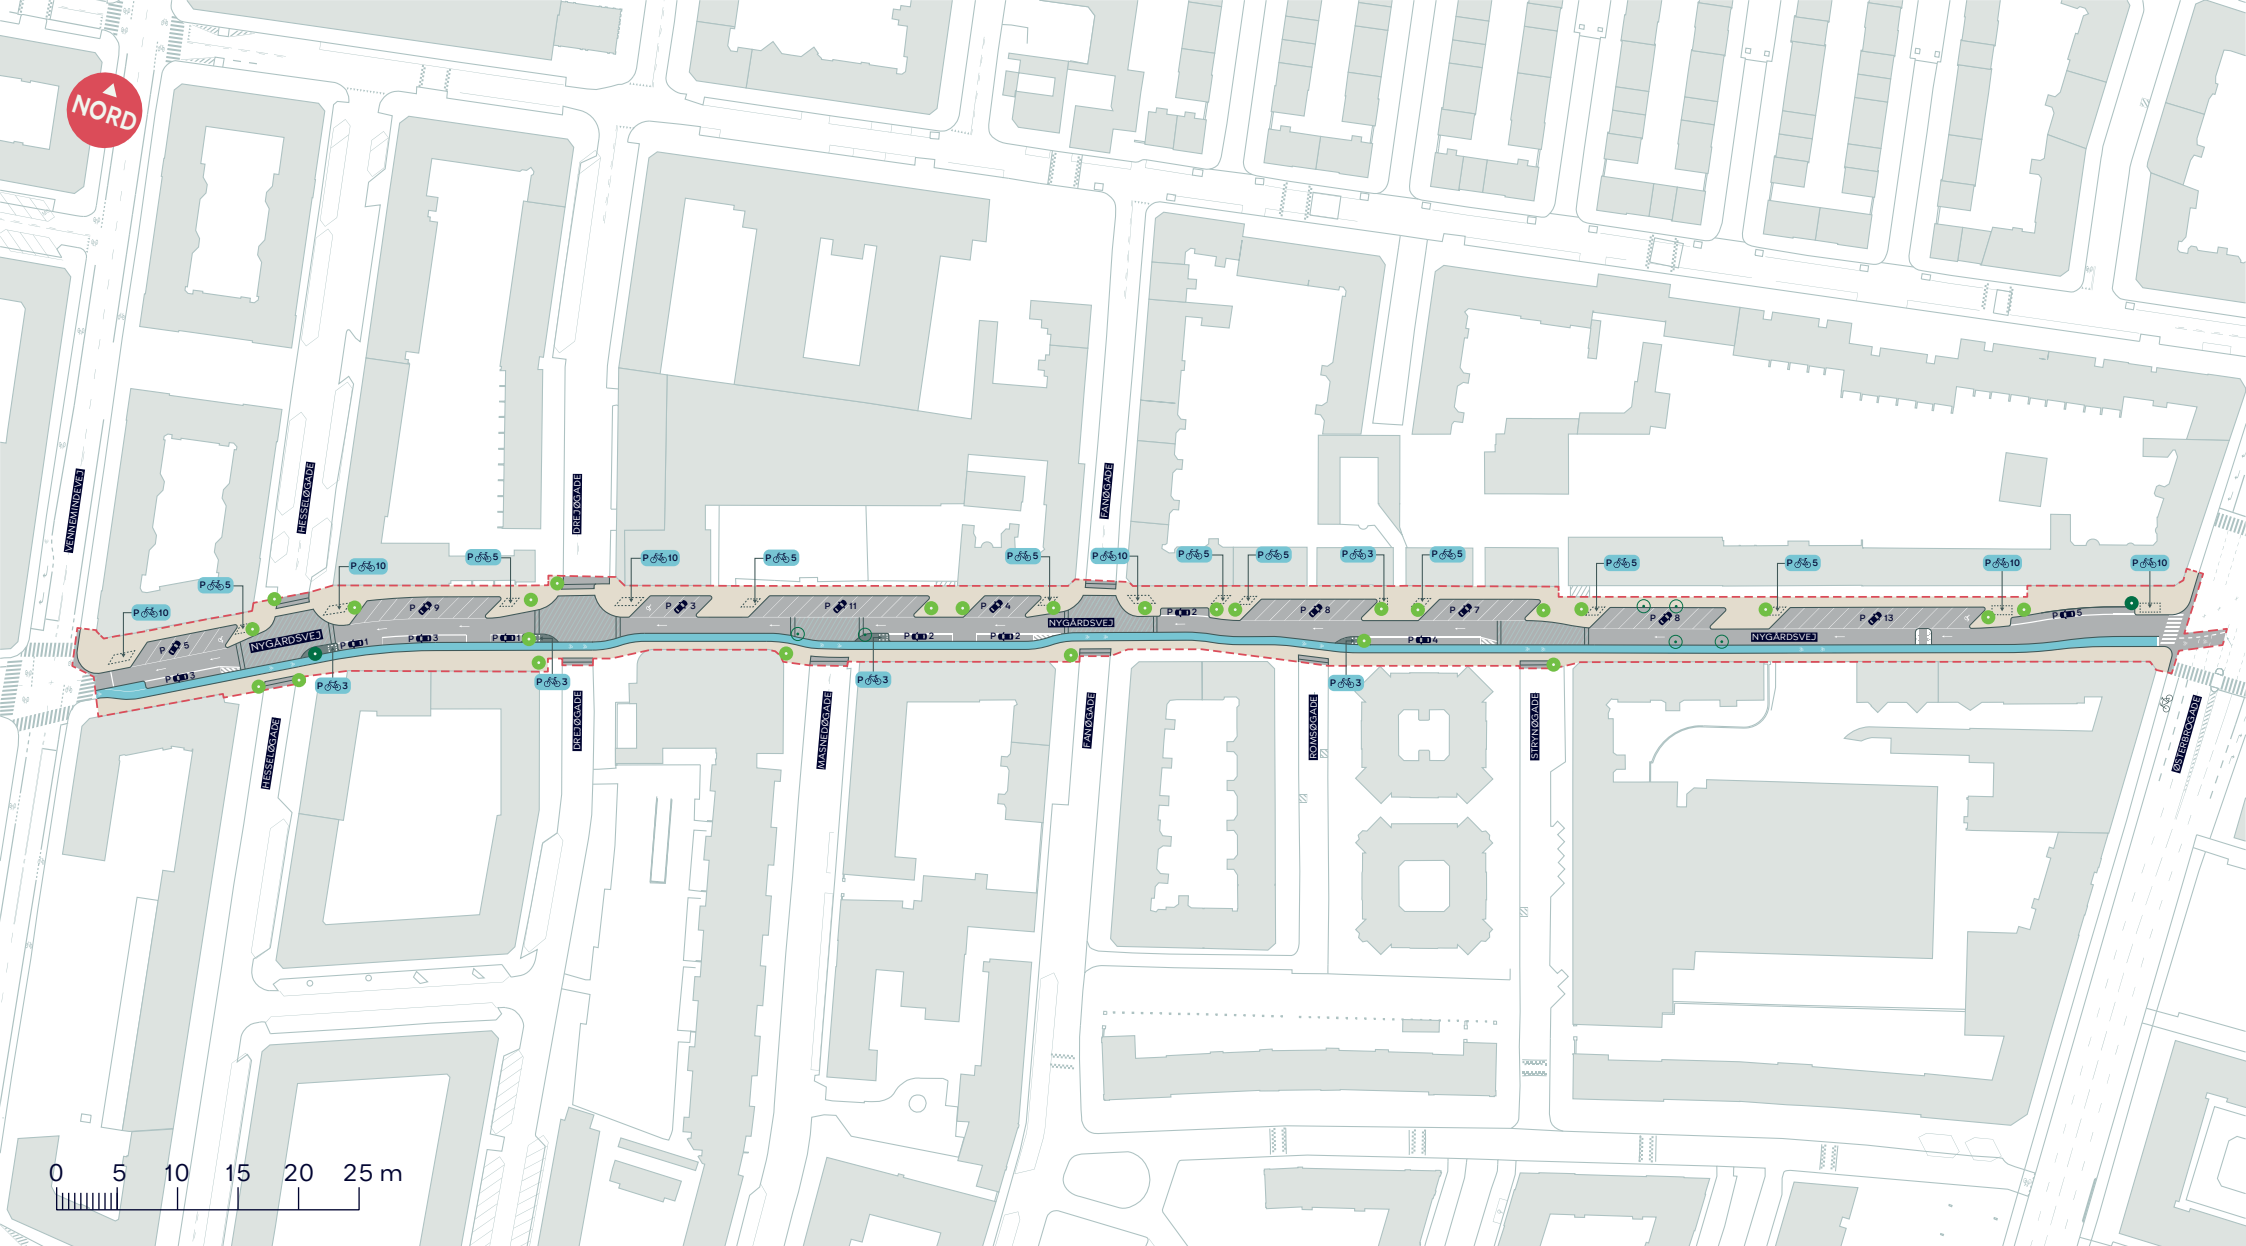 NORD
VENNEMINDEVEJ
HESSELØGADE
DREJØGADE
FANØGADE
P 10
P 5
P 10
P 5
P 10
P 5
P 5
P 10
P 5
P 5
P 3
P 5
P 5
P 5
P 10
P 10
P 5
P 9
P 3
P 11
P 4
P 2
P 8
P 7
P 8
P 13
P 5
NYGÅRDSVEJ
NYGÅRDSVEJ
NYGÅRDSVEJ
P 3
P 1
P 3
P 1
P 2
P 2
P 4
P 3
P 3
P 3
P 3
HESSELØGADE
DREJØGADE
MASNEDØGADE
FANØGADE
ROMSØGADE
STRYNØGADE
ØSTERBROGADE
0 5 10 15 20 25 m